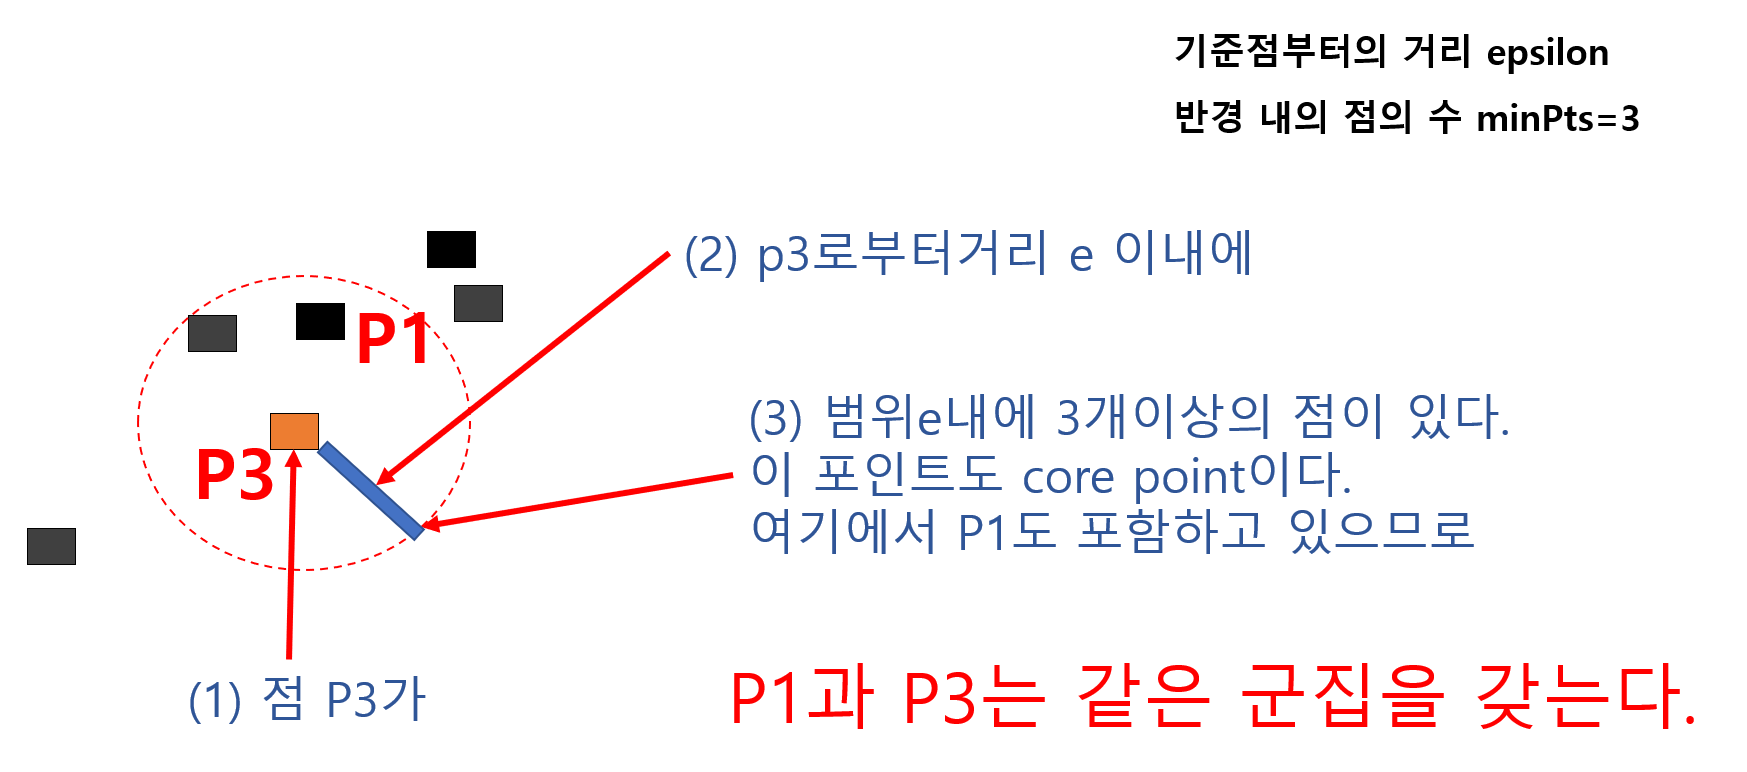 기준점부터의 거리 epsilon
반경 내의 점의 수 minPts=3
(2) p3로부터거리 e 이내에
P1
(3) 범위e내에 3개이상의 점이 있다.
이 포인트도 core point이다.
여기에서 P1도 포함하고 있으므로
P3
(1) 점 P3가
P1과 P3는 같은 군집을 갖는다.